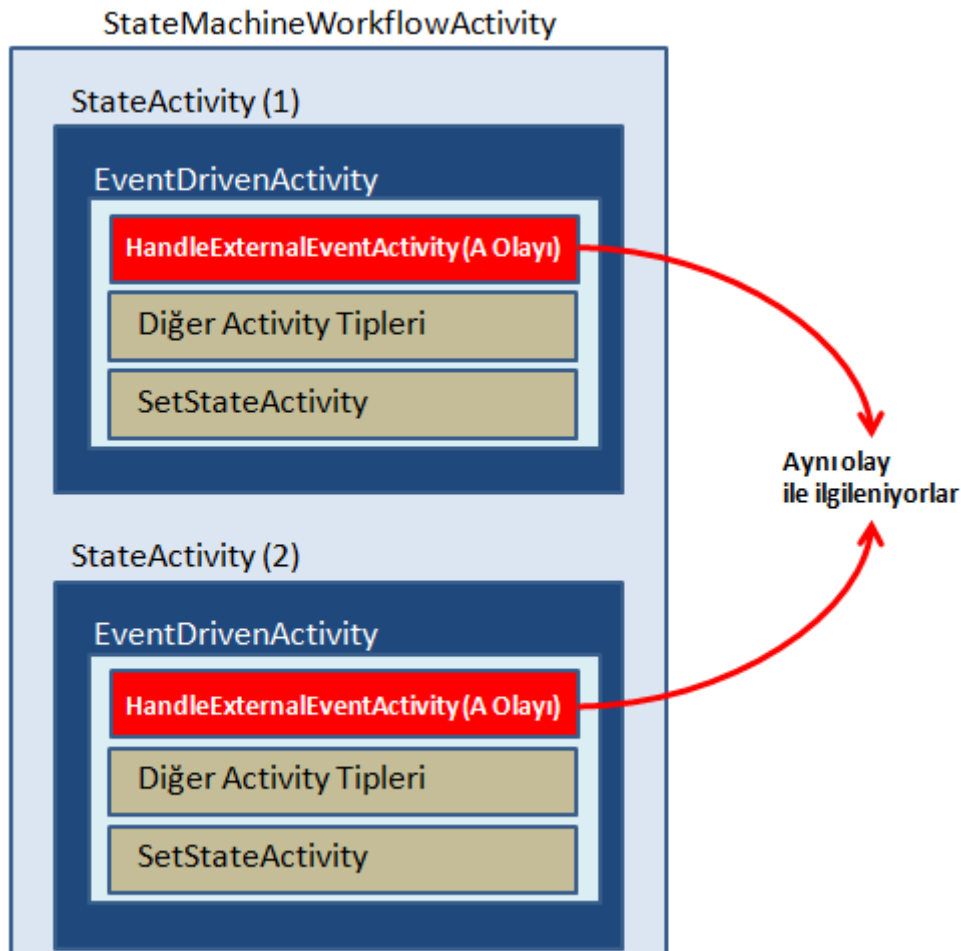 StateMachineWorkflowActivity
StateActivity (1)
EventDrivenActivity
HandleExternalEventActivity (A Olayı)
Diğer Activity Tipleri
SetStateActivity
Aynı olay
ile ilgileniyorlar
StateActivity (2)
EventDrivenActivity
HandleExternalEventActivity (A Olayı)
Diğer Activity Tipleri
SetStateActivity